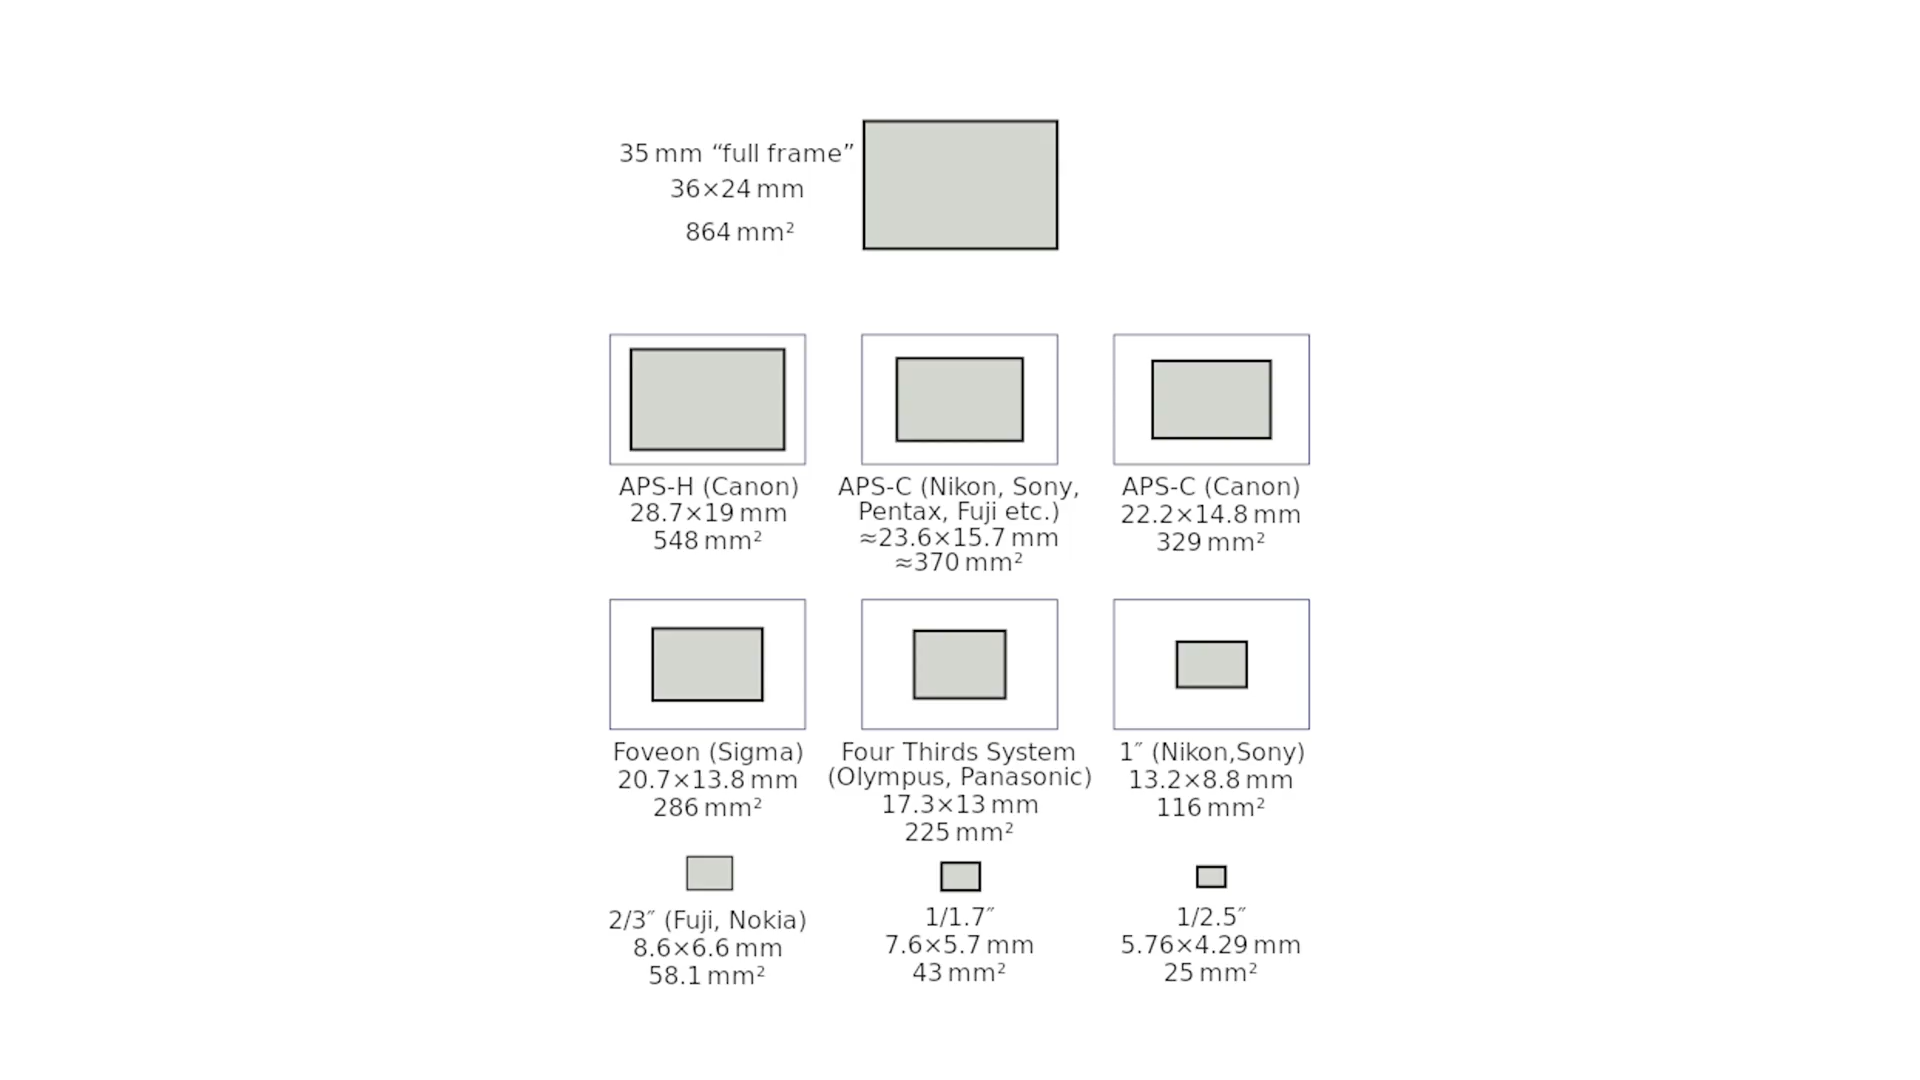 35 mm “full frame”
36×24 mm
864 mm²
APS-H (Canon)
28.7×19 mm
548 mm²
APS-C (Nikon, Sony,
Pentax, Fuji etc.)
≈23.6×15.7 mm
≈370 mm²
APS-C (Canon)
22.2×14.8 mm
329 mm²
Foveon (Sigma)
20.7×13.8 mm
286 mm²
Four Thirds System
(Olympus, Panasonic)
17.3×13 mm
225 mm²
1″ (Nikon,Sony)
13.2×8.8 mm
116 mm²
2/3″ (Fuji, Nokia)
8.6×6.6 mm
58.1 mm²
1/1.7″
7.6×5.7 mm
43 mm²
1/2.5″
5.76×4.29 mm
25 mm²